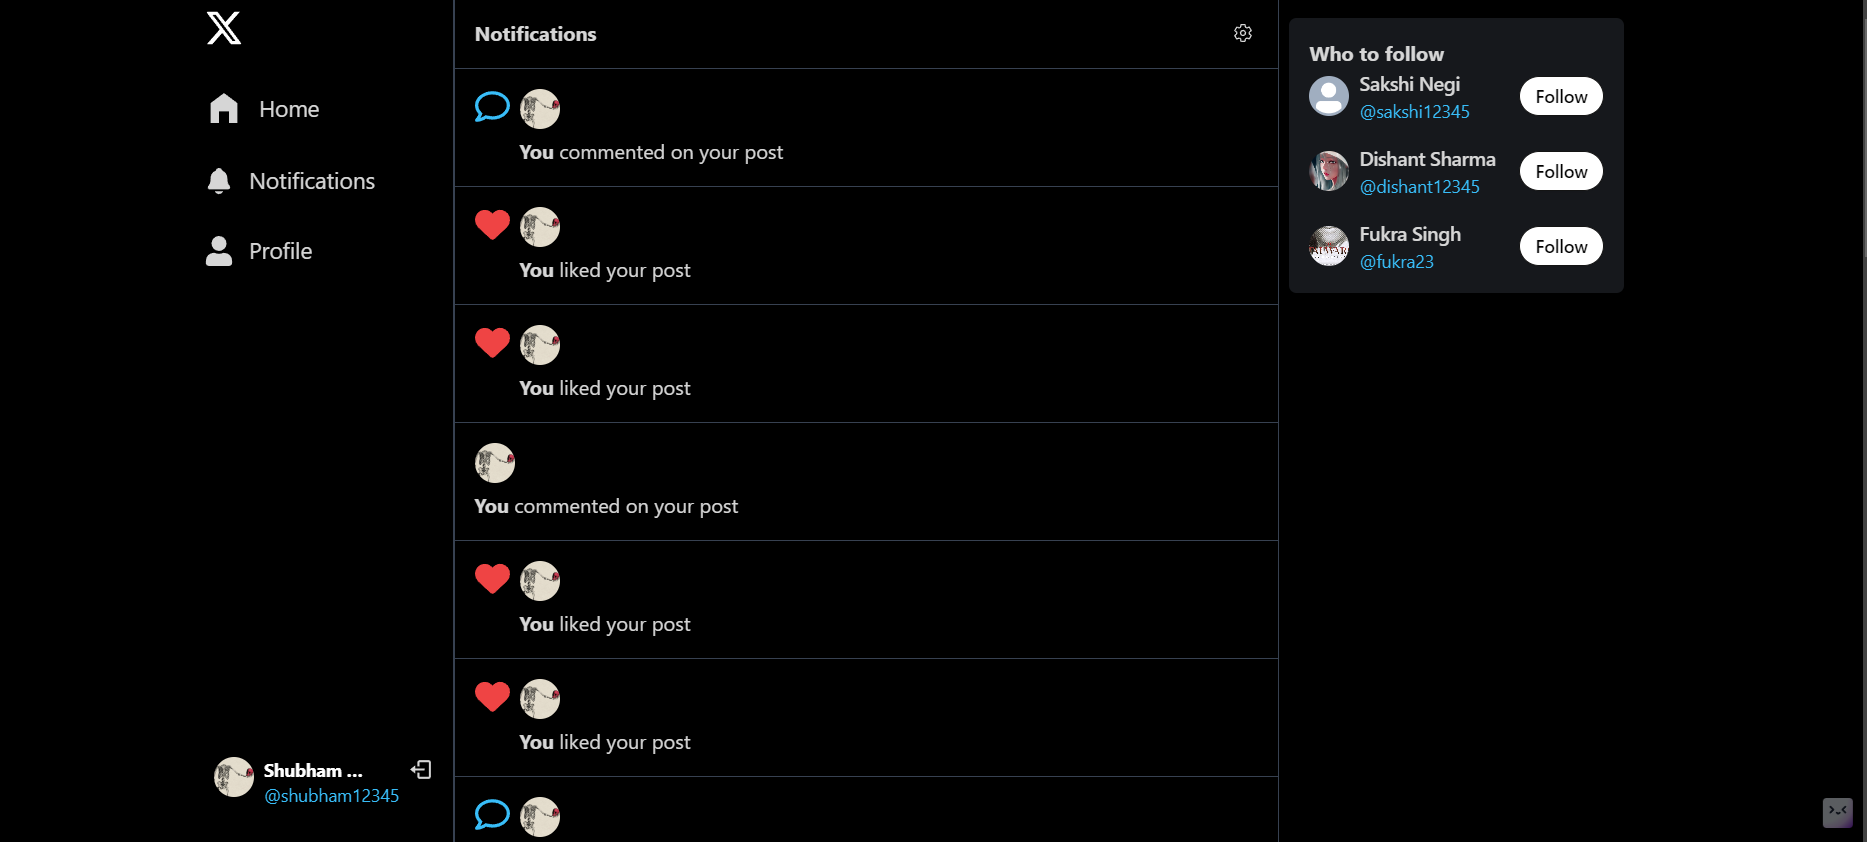 Home
Notifications
Profile
Shubham ...
@shubham12345
Notifications
You commented on your post
You liked your post
You liked your post
You commented on your post
You liked your post
You liked your post
Who to follow
Sakshi Negi
@sakshi12345
Follow
Dishant Sharma
@dishant12345
Follow
Fukra Singh
@fukra23
Follow